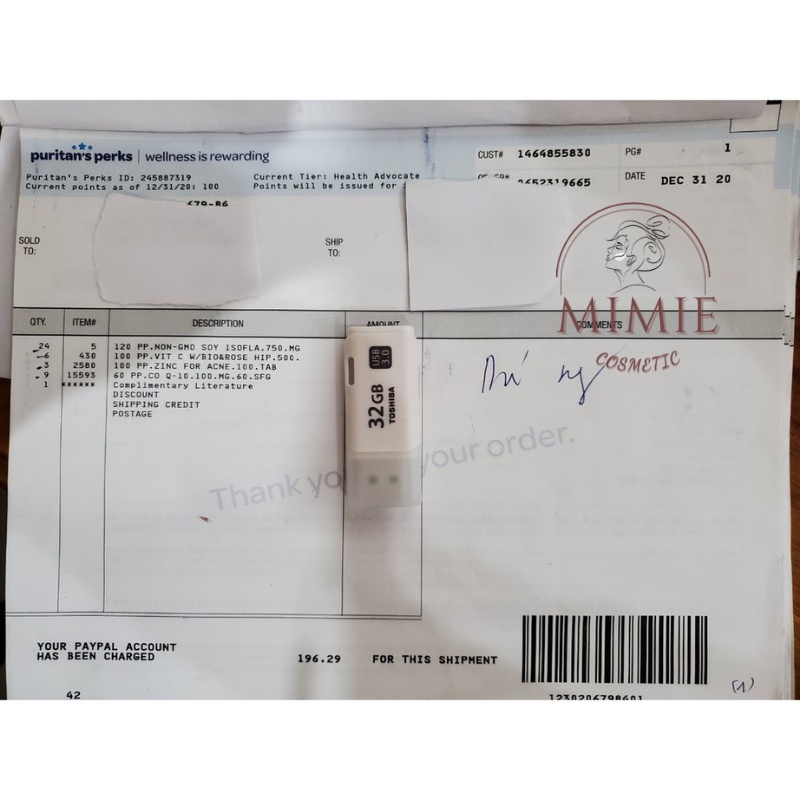 puritan's perks | wellness is rewarding
CUST# 1464855830 PG# 1
Puritan's Perks ID: 245887319 Current Tier: Health Advocate
Current points as of 12/31/20: 100 Points will be issued for
0652319665 DATE DEC 31 20
SOLD TO:
SHIP TO:
MIMIE
COSMETIC
QTY. ITEM# DESCRIPTION AMOUNT COMMENTS
24 5 120 PP.NON-GMO SOY ISOFLA.750.MG
6 430 100 PP.VIT C W/BIO&ROSE HIP.500.
3 2580 100 PP.ZINC FOR ACNE.100.TAB
9 15593 60 PP.CO Q-10.100.MG.60.SFG
1 ****** Complimentary Literature
DISCOUNT
SHIPPING CREDIT
POSTAGE
USB 3.0
32GB
TOSHIBA
Thank you your order.
YOUR PAYPAL ACCOUNT
HAS BEEN CHARGED 196.29 FOR THIS SHIPMENT
42
1230206798601
(1)